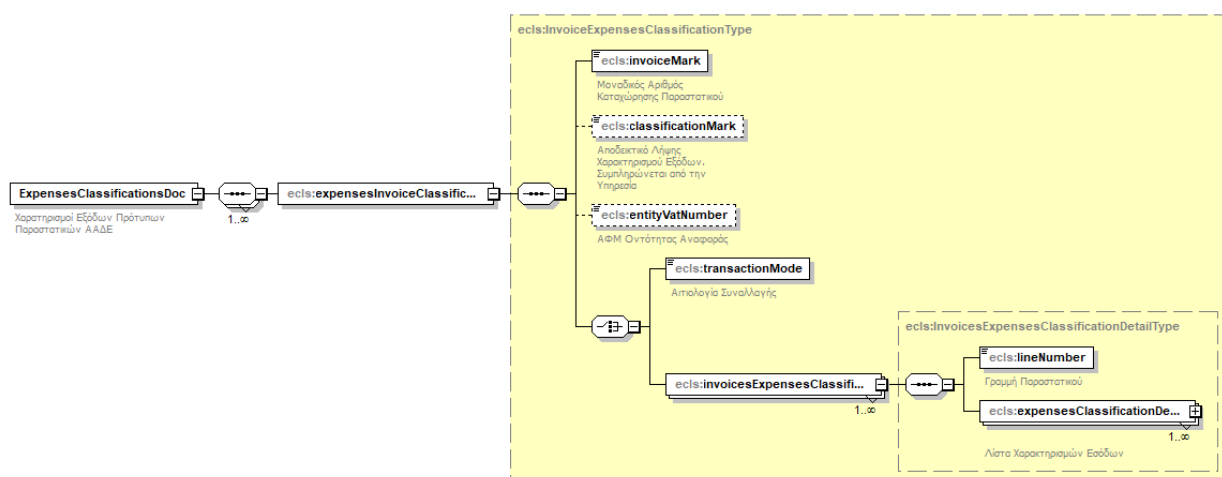 ecls:InvoiceExpensesClassificationType
ecls:invoiceMark
Μοναδικός Αριθμός
Καταχώρησης Παραστατικού
ecls:classificationMark
Αποδεικτικό Λήψης
Χαρακτηρισμού Εξόδων.
Συμπληρώνεται από την
Υπηρεσία
ExpensesClassificationsDoc
Χαρατηρισμοί Εξόδων Πρότυπων
Παραστατικών ΑΑΔΕ
1..∞
ecls:expensesInvoiceClassific...
ecls:entityVatNumber
ΑΦΜ Οντότητας Αναφοράς
ecls:transactionMode
Αιτιολογία Συναλλαγής
ecls:invoicesExpensesClassifi...
1..∞
ecls:InvoicesExpensesClassificationDetailType
ecls:lineNumber
Γραμμή Παραστατικού
ecls:expensesClassificationDe...
1..∞
Λίστα Χαρακτηρισμών Εσόδων